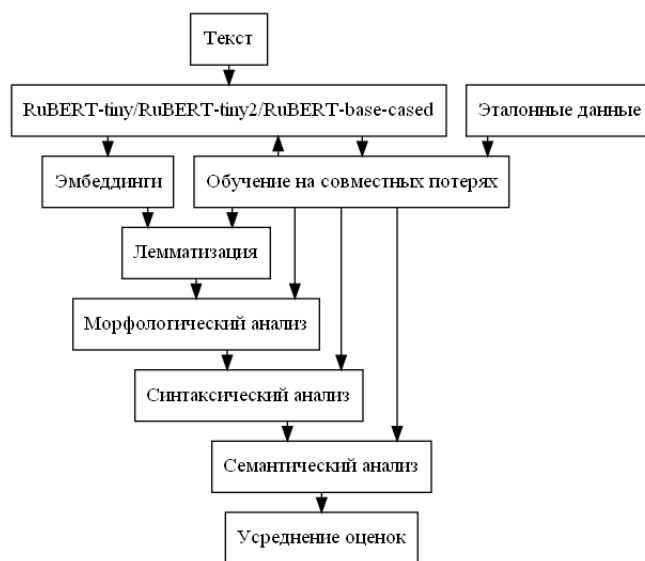 Текст
RuBERT-tiny/RuBERT-tiny2/RuBERT-base-cased
Эталонные данные
Эмбеддинги
Обучение на совместных потерях
Лемматизация
Морфологический анализ
Синтаксический анализ
Семантический анализ
Усреднение оценок